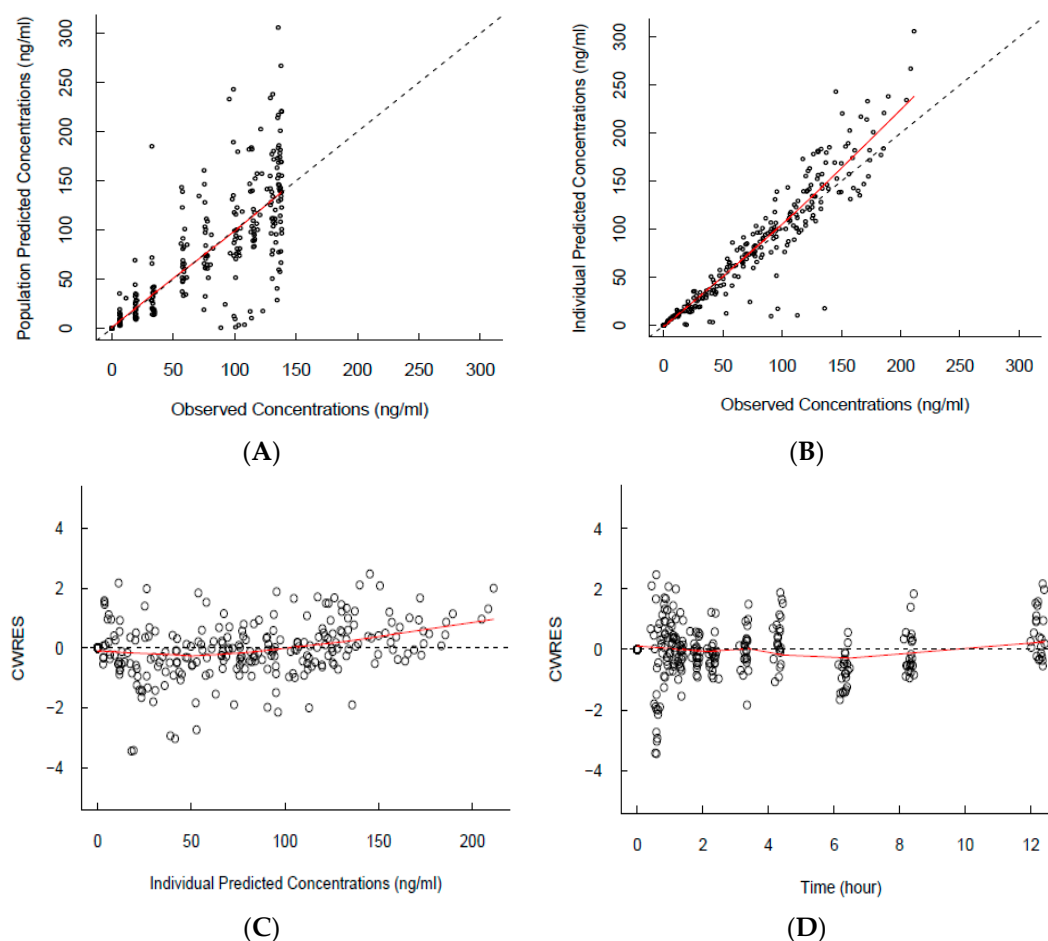 Population Predicted Concentrations (ng/ml)
300
250
200
150
100
50
0
0 50 100 150 200 250 300
Observed Concentrations (ng/ml)
(A)
Individual Predicted Concentrations (ng/ml)
300
250
200
150
100
50
0
0 50 100 150 200 250 300
Observed Concentrations (ng/ml)
(B)
CWRES
4
2
0
−2
−4
0 50 100 150 200
Individual Predicted Concentrations (ng/ml)
(C)
CWRES
4
2
0
−2
−4
0 2 4 6 8 10 12
Time (hour)
(D)